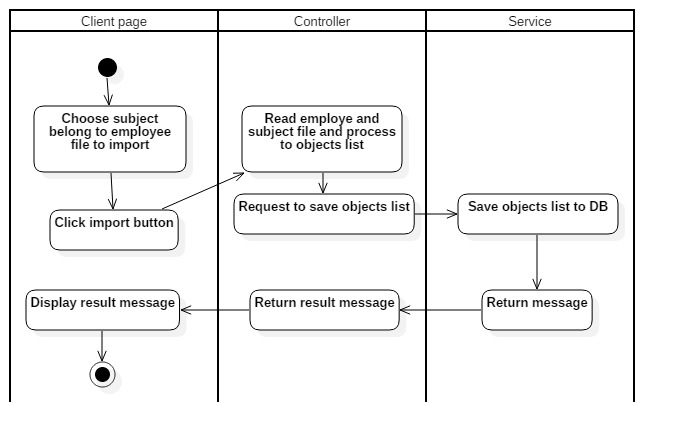 Client page
Controller
Service
Choose subject
belong to employee
file to import
Read employe and
subject file and process
to objects list
Click import button
Request to save objects list
Save objects list to DB
Display result message
Return result message
Return message